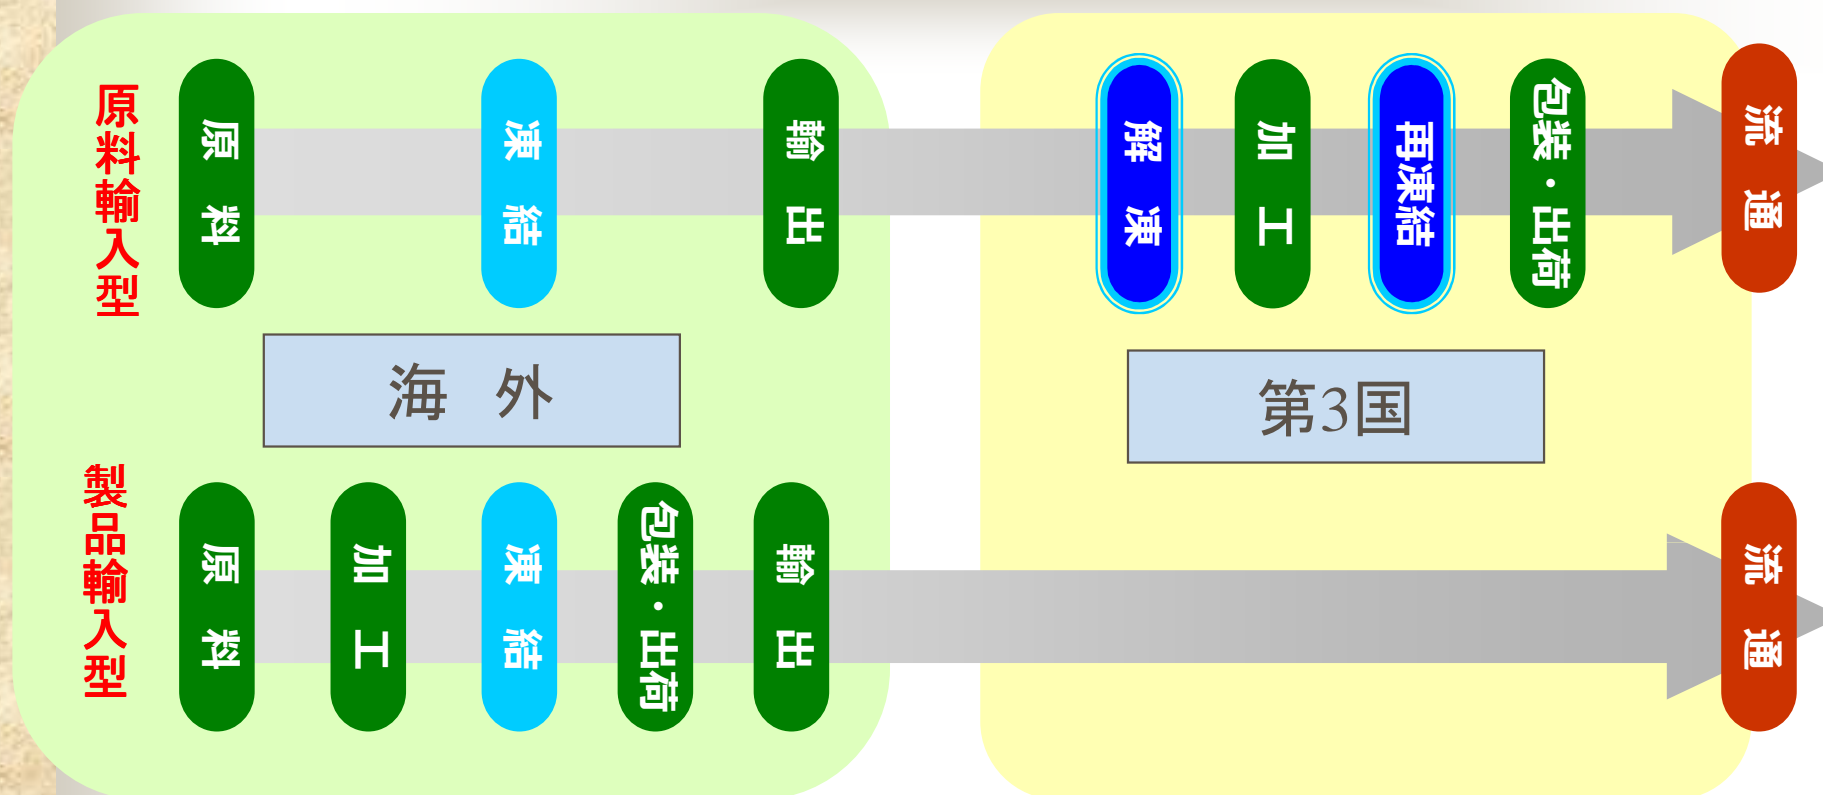 原料輸入型
原料
凍結
輸出
解凍
加工
再凍結
包装・出荷
流通
海 外
第3国
製品輸入型
原料
加工
凍結
包装・出荷
輸出
流通